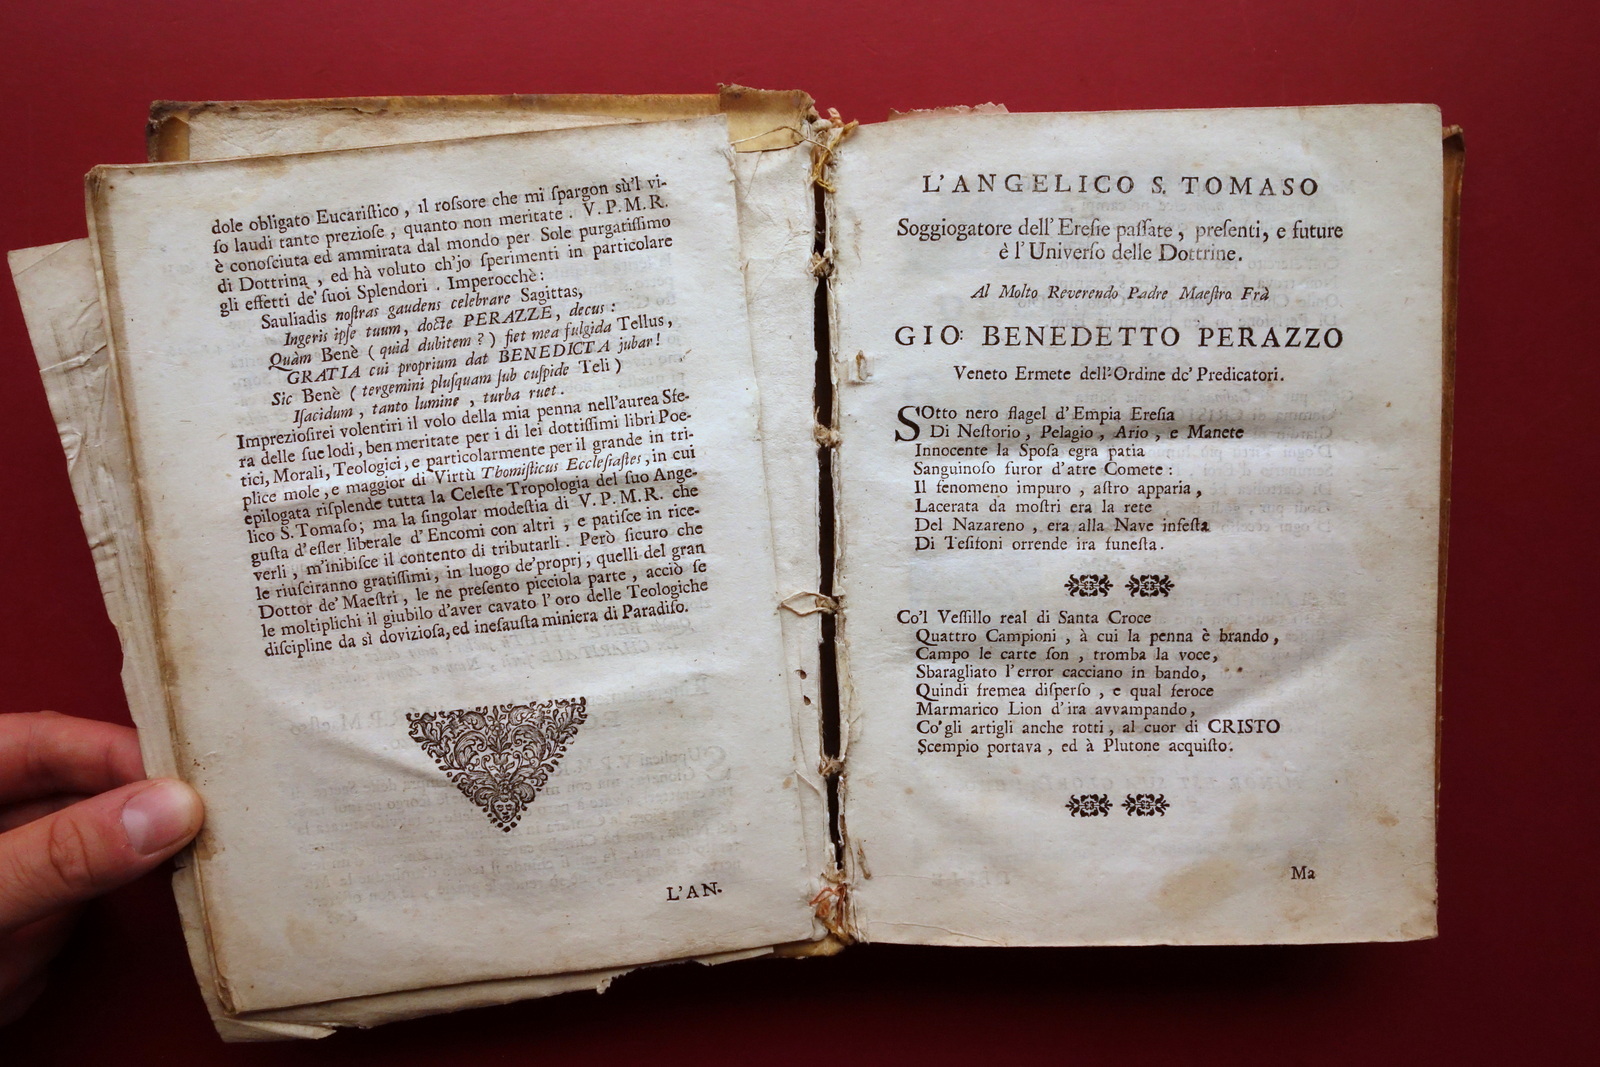 dole obligato Eucariſtico, il roſſore che mi ſpargon sù'l vi-
ſo laudi tanto preziose, quanto non meritate. V.P.M.R.
è conoſciuta ed ammirata dal mondo per Sole purgatiſſimo
di Dottrina, ed hà voluto ch'jo ſperimenti in particolare
gli effetti de' ſuoi Splendori. Imperocchè:
Sauliadis noſtras gaudens celebrare Sagittas,
Ingeris ipſe tuum, docte PERAZZE, decus:
Quàm Benè (quid dubitem?) fiet mea fulgida Tellus,
GRATIA cui proprium dat BENEDICTA jubar!
Sic Benè (tergemini pluſquam ſub cuſpide Teli)
Iſacidum, tanto lumine, turba ruet.
Impreziosirei volentiri il volo della mia penna nell'aurea Sfe-
ra delle ſue lodi, ben meritate per i di lei dottiſſimi libri Poe-
tici, Morali, Teologici, e particolarmente per il grande in tri-
plice mole, e maggior di Virtù Thomiſticus Eccleſiaſtes, in cui
epilogata riſplende tutta la Celeſte Tropologia del ſuo Ange-
lico S. Tomaſo; ma la ſingolar modeſtia di V.P.M.R. che
guſta d'eſſer liberale d'Encomi con altri, e patiſce in rice-
verli, m'inibiſce il contento di tributarli. Però ſicuro che
le riuſciranno gratiſſimi, in luogo de'proprj, quelli del gran
Dottor de' Maeſtri, le ne preſento picciola parte, acciò ſe
le moltiplichi il giubilo d'aver cavato l'oro delle Teologiche
diſcipline da sì dovizioſa, ed ineſauſta miniera di Paradiſo.
L'AN-
L'ANGELICO S. TOMASO
Soggiogatore dell'Ereſie paſſate, preſenti, e future
è l'Univerſo delle Dottrine.
Al Molto Reverendo Padre Maeſtro Frà
GIO: BENEDETTO PERAZZO
Veneto Ermete dell'Ordine de' Predicatori.
SOtto nero flagel d'Empia Ereſia
Di Neſtorio, Pelagio, Ario, e Manete
Innocente la Spoſa egra patia
Sanguinoſo furor d'atre Comete:
Il fenomeno impuro, aſtro apparia,
Lacerata da moſtri era la rete
Del Nazareno, era alla Nave infeſta
Di Teſifoni orrende ira funeſta.
Co'l Veſſillo real di Santa Croce
Quattro Campioni, à cui la penna è brando,
Campo le carte ſon, tromba la voce,
Sbaragliato l'error cacciano in bando,
Quindi fremea diſperſo, e qual feroce
Marmarico Lion d'ira avvampando,
Co'gli artigli anche rotti, al cuor di CRISTO
Scempio portava, ed à Plutone acquiſto.
Ma